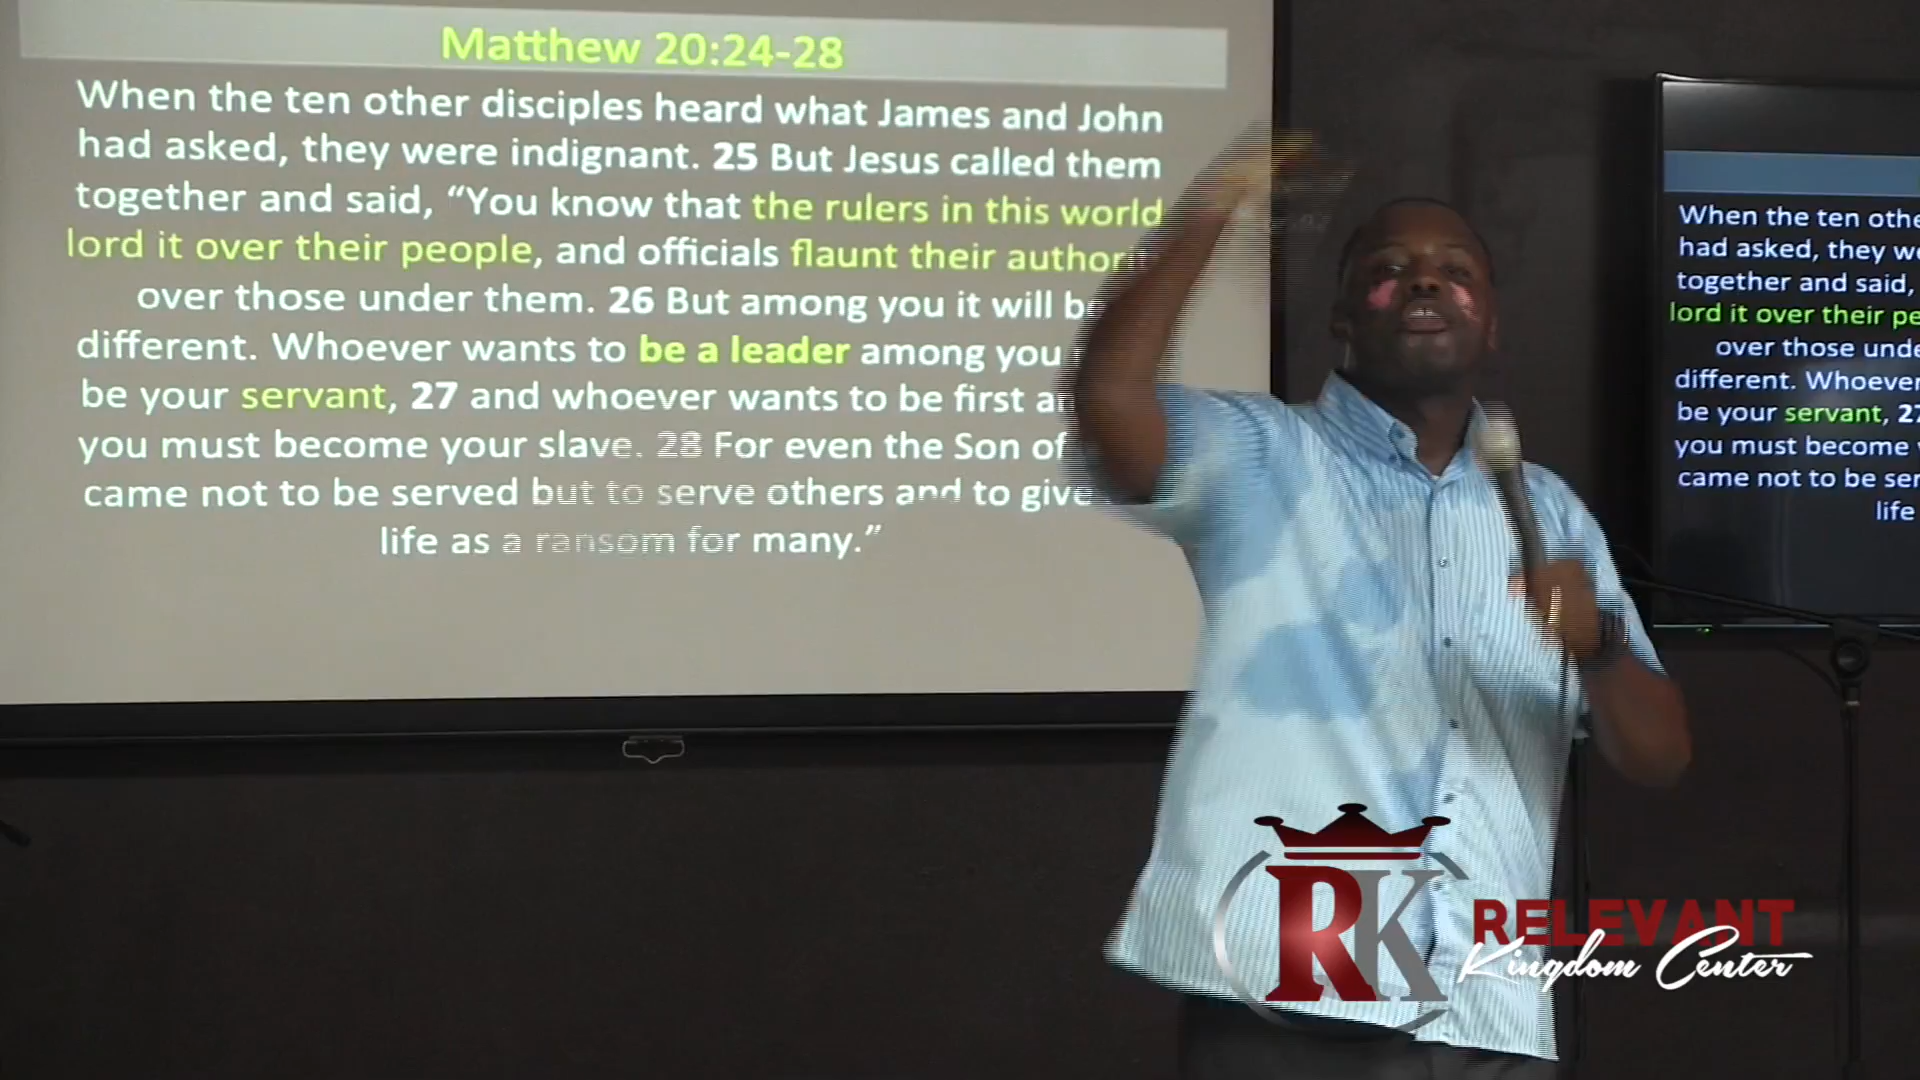 Matthew 20:24-28
When the ten other disciples heard what James and John
had asked, they were indignant. 25 But Jesus called them
together and said, “You know that the rulers in this world
lord it over their people, and officials flaunt their authori
over those under them. 26 But among you it will be
different. Whoever wants to be a leader among you
be your servant, 27 and whoever wants to be first a
you must become your slave. 28 For even the Son of
came not to be served but to serve others and to give
life as a ransom for many.”
When the ten othe
had asked, they we
together and said,
lord it over their pe
over those unde
different. Whoever
be your servant, 27
you must become
came not to be ser
life
RK
RELEVANT
Kingdom Center